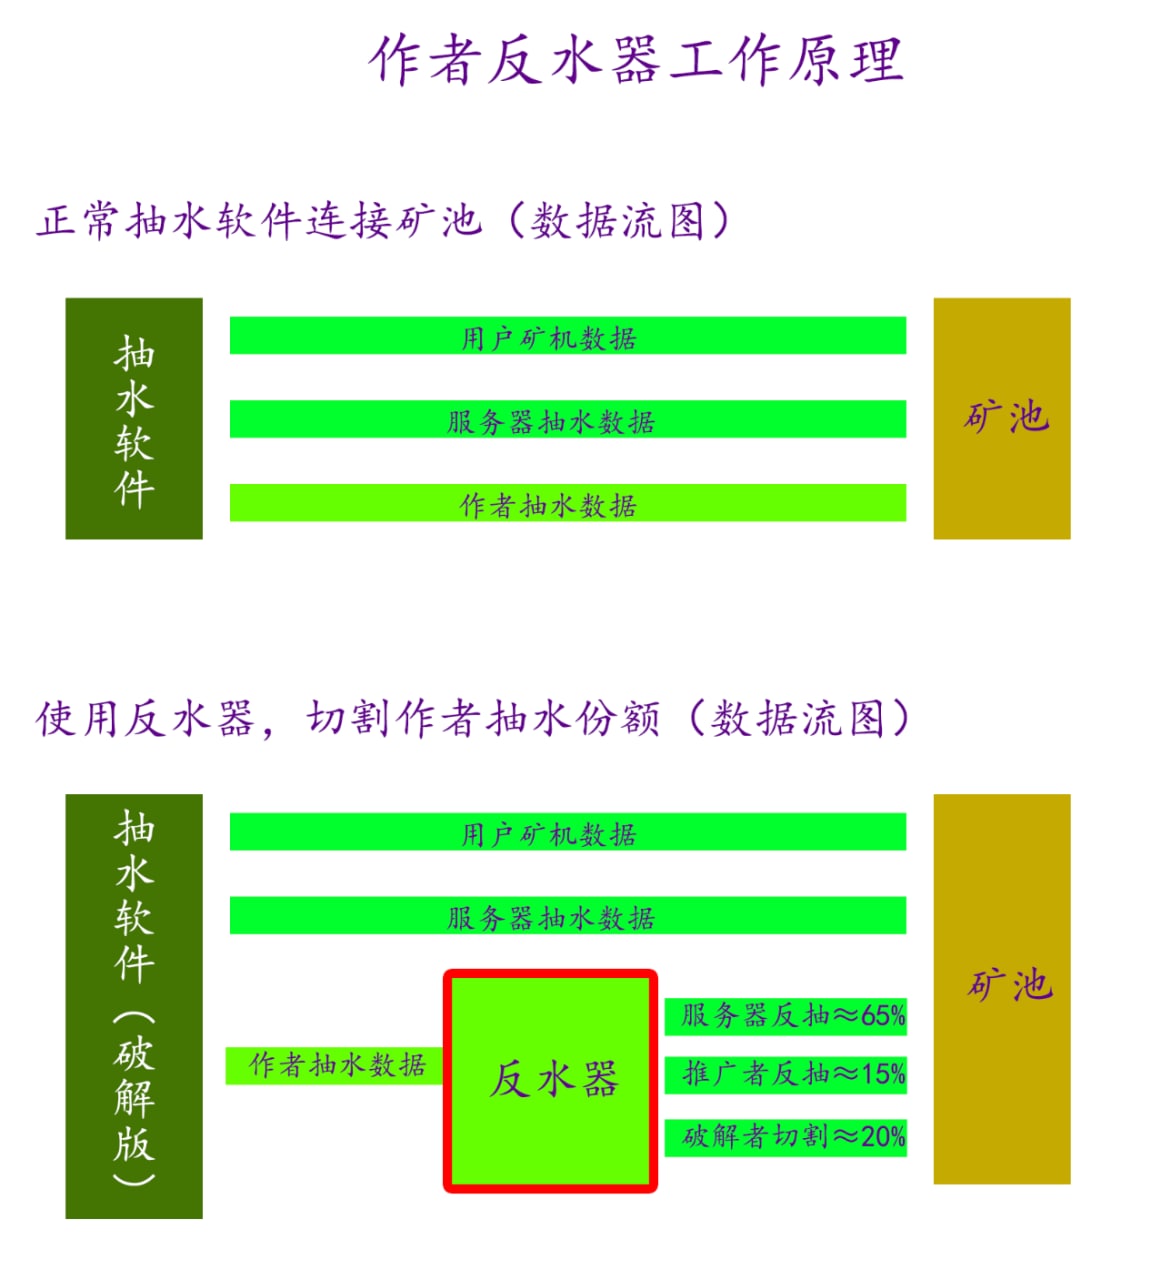 作者反水器工作原理
正常抽水软件连接矿池（数据流图）
抽水软件
用户矿机数据
服务器抽水数据
作者抽水数据
矿池
使用反水器，切割作者抽水份额（数据流图）
抽水软件（破解版）
用户矿机数据
服务器抽水数据
作者抽水数据
反水器
服务器反抽≈65%
推广者反抽≈15%
破解者切割≈20%
矿池